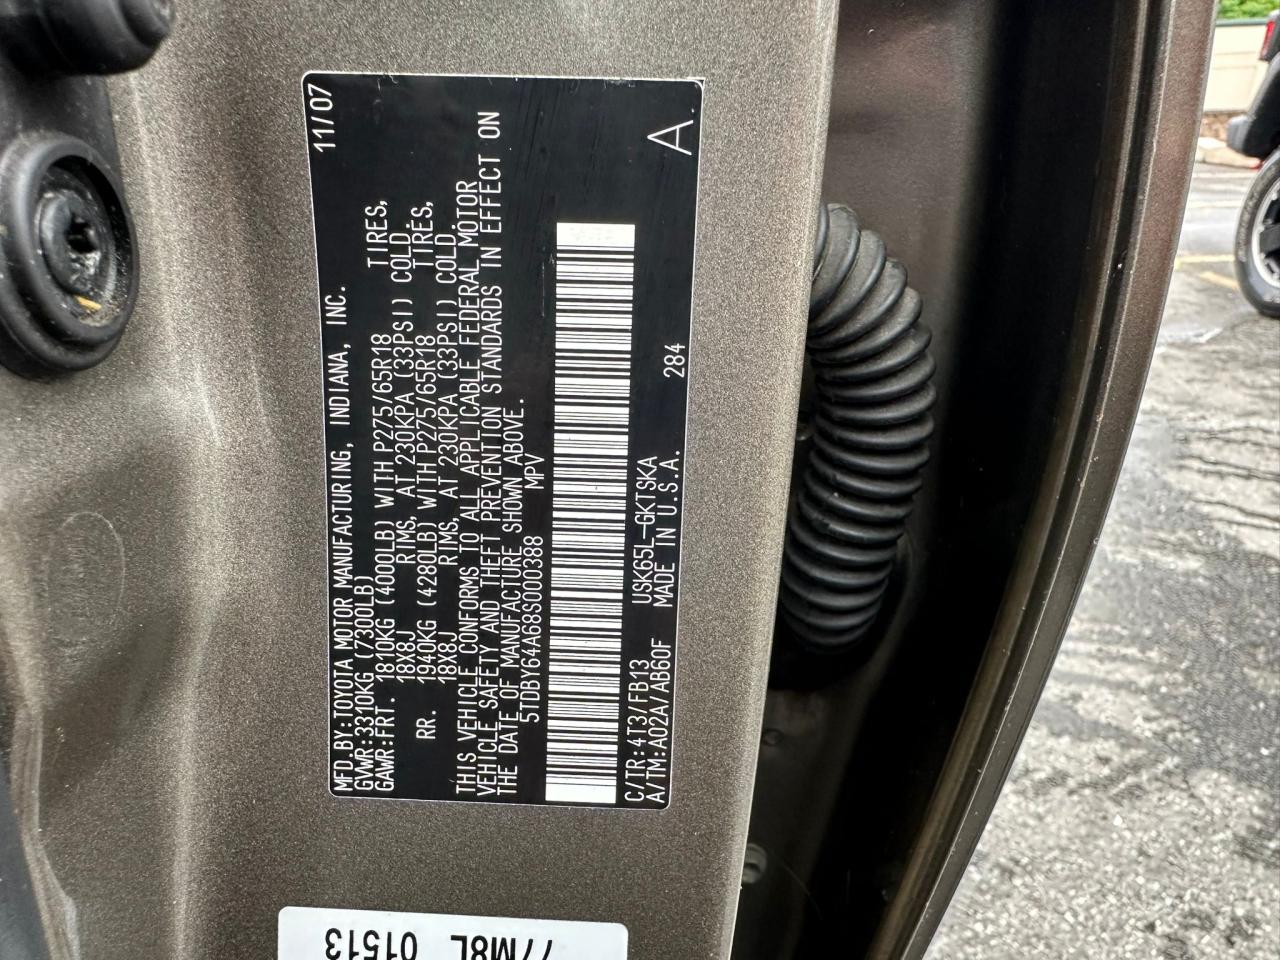 MFD.BY:TOYOTA MOTOR MANUFACTURING, INDIANA, INC. 11/07
GVWR:3310KG(7300LB)
GAWR:FRT. 1810KG (4000LB) WITH P275/65R18 TIRES,
18X8J RIMS, AT 230KPA (33PSI) COLD.
RR. 1940KG (4280LB) WITH P275/65R18 TIRES,
18X8J RIMS, AT 230KPA (33PSI) COLD.
THIS VEHICLE CONFORMS TO ALL APPLICABLE FEDERAL MOTOR
VEHICLE SAFETY AND THEFT PREVENTION STANDARDS IN EFFECT ON
THE DATE OF MANUFACTURE SHOWN ABOVE.
5TDBY64A68S000388 MPV
C/TR:4T3/FB13 USK65L-GKTSKA
A/TM:A02A/AB60F MADE IN U.S.A. 284 A
77M8L
01513